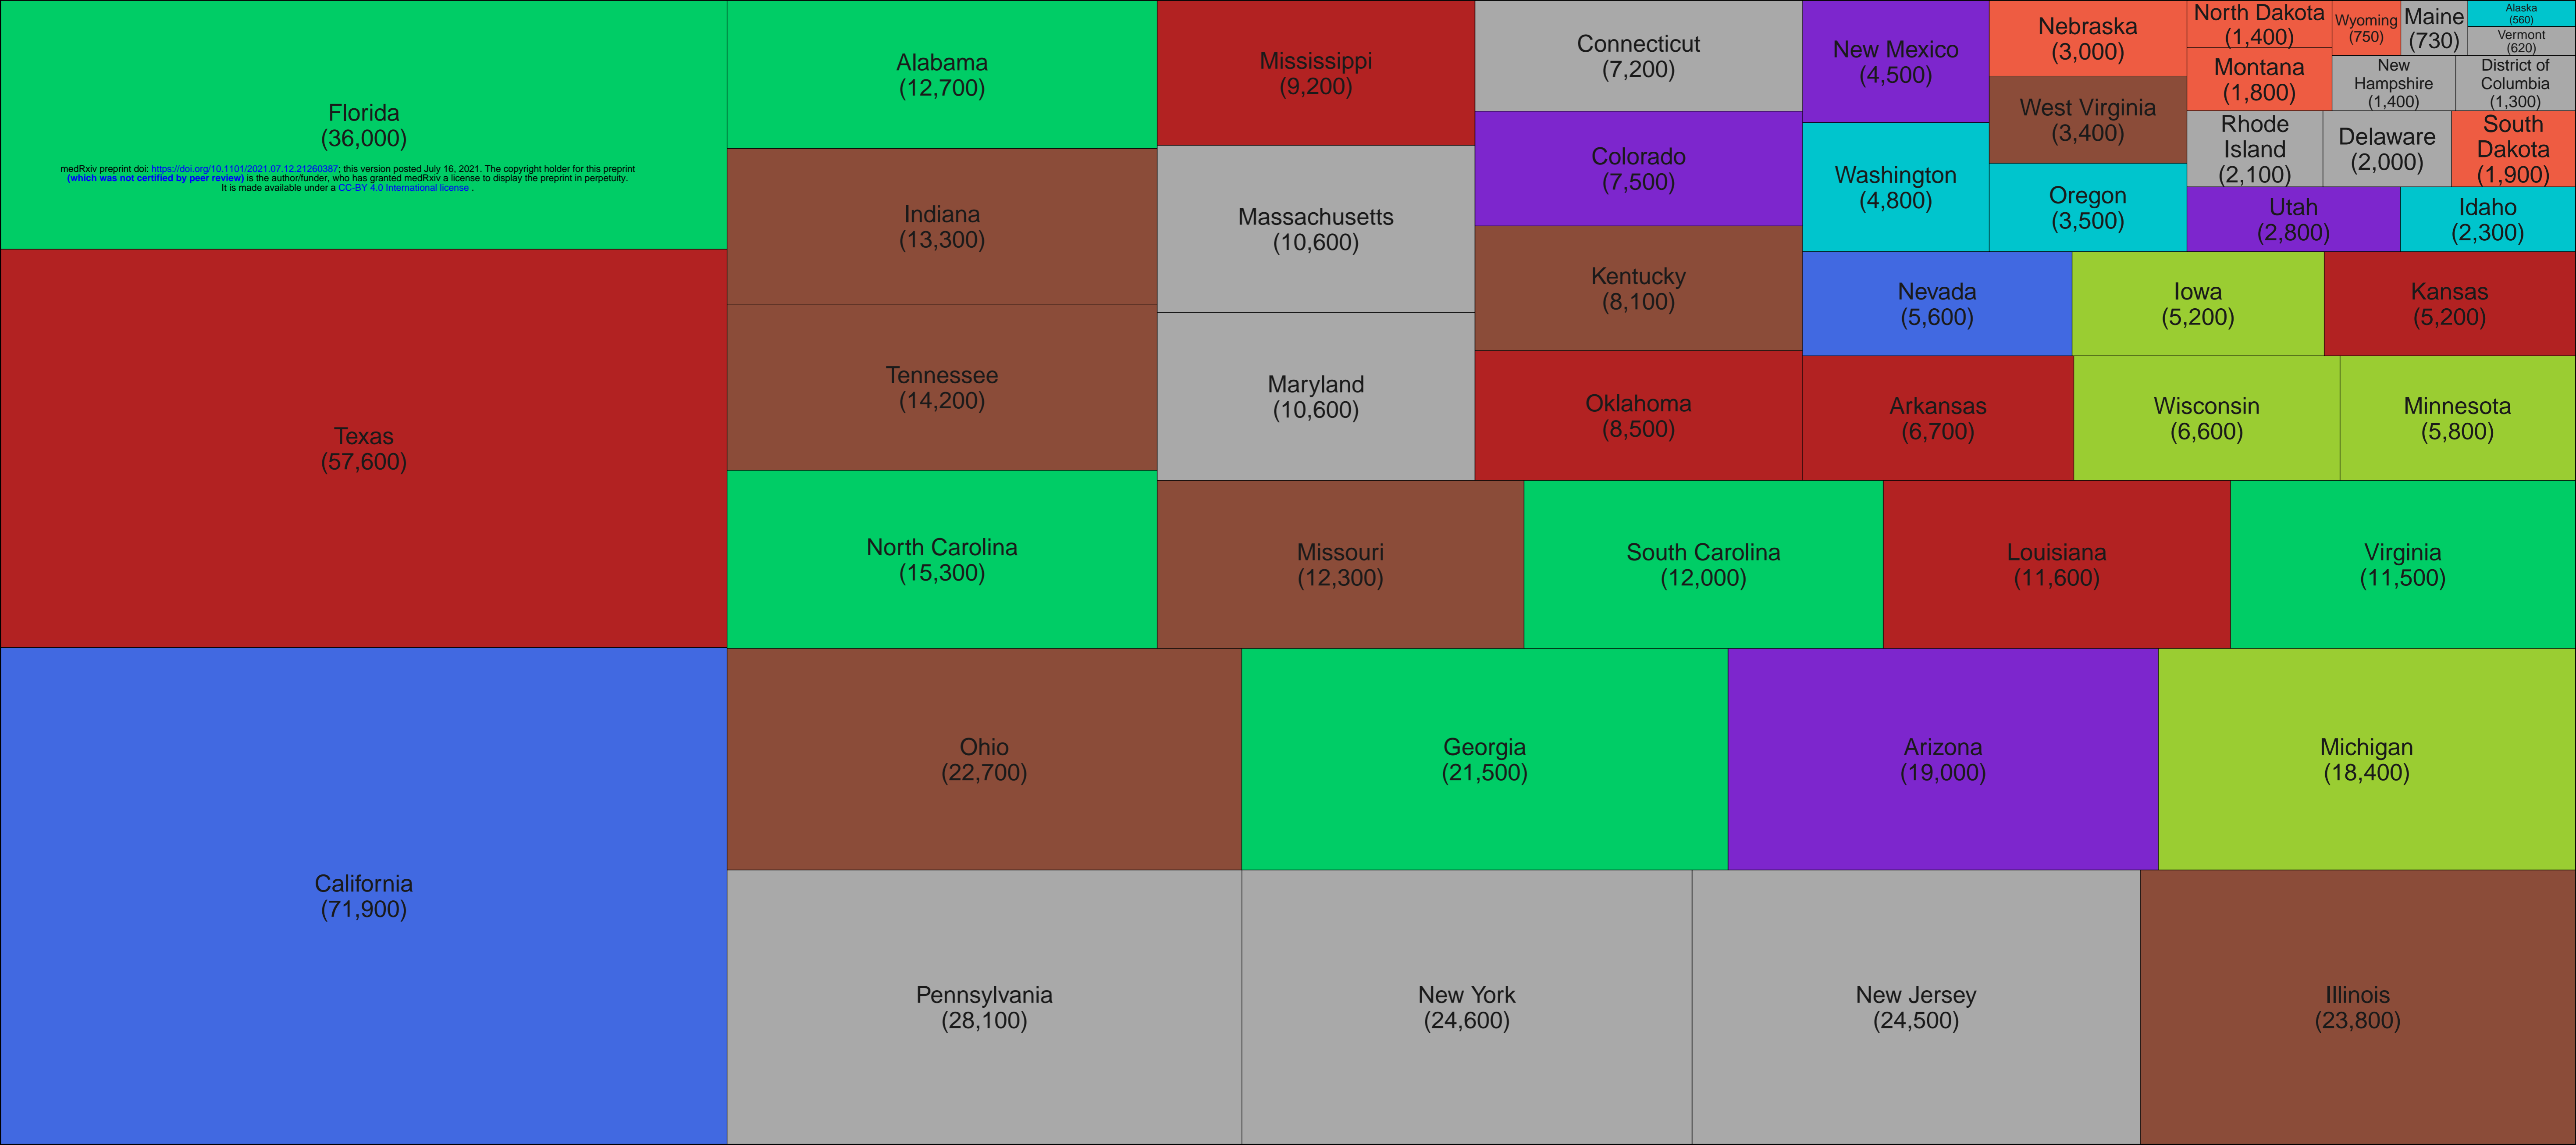 Florida
(36,000)
medRxiv preprint doi: https://doi.org/10.1101/2021.07.12.21260387; this version posted July 16, 2021. The copyright holder for this preprint
(which was not certified by peer review) is the author/funder, who has granted medRxiv a license to display the preprint in perpetuity.
It is made available under a CC-BY 4.0 International license .
Texas
(57,600)
California
(71,900)
Alabama
(12,700)
Indiana
(13,300)
Tennessee
(14,200)
North Carolina
(15,300)
Mississippi
(9,200)
Massachusetts
(10,600)
Maryland
(10,600)
Connecticut
(7,200)
Colorado
(7,500)
Kentucky
(8,100)
Oklahoma
(8,500)
New Mexico
(4,500)
Washington
(4,800)
Nebraska
(3,000)
West Virginia
(3,400)
Oregon
(3,500)
North Dakota
(1,400)
Montana
(1,800)
Wyoming
(750)
Maine
(730)
Alaska
(560)
Vermont
(620)
New
Hampshire
(1,400)
District of
Columbia
(1,300)
Rhode
Island
(2,100)
Delaware
(2,000)
South
Dakota
(1,900)
Utah
(2,800)
Idaho
(2,300)
Nevada
(5,600)
Iowa
(5,200)
Kansas
(5,200)
Arkansas
(6,700)
Wisconsin
(6,600)
Minnesota
(5,800)
Missouri
(12,300)
South Carolina
(12,000)
Louisiana
(11,600)
Virginia
(11,500)
Ohio
(22,700)
Georgia
(21,500)
Arizona
(19,000)
Michigan
(18,400)
Pennsylvania
(28,100)
New York
(24,600)
New Jersey
(24,500)
Illinois
(23,800)